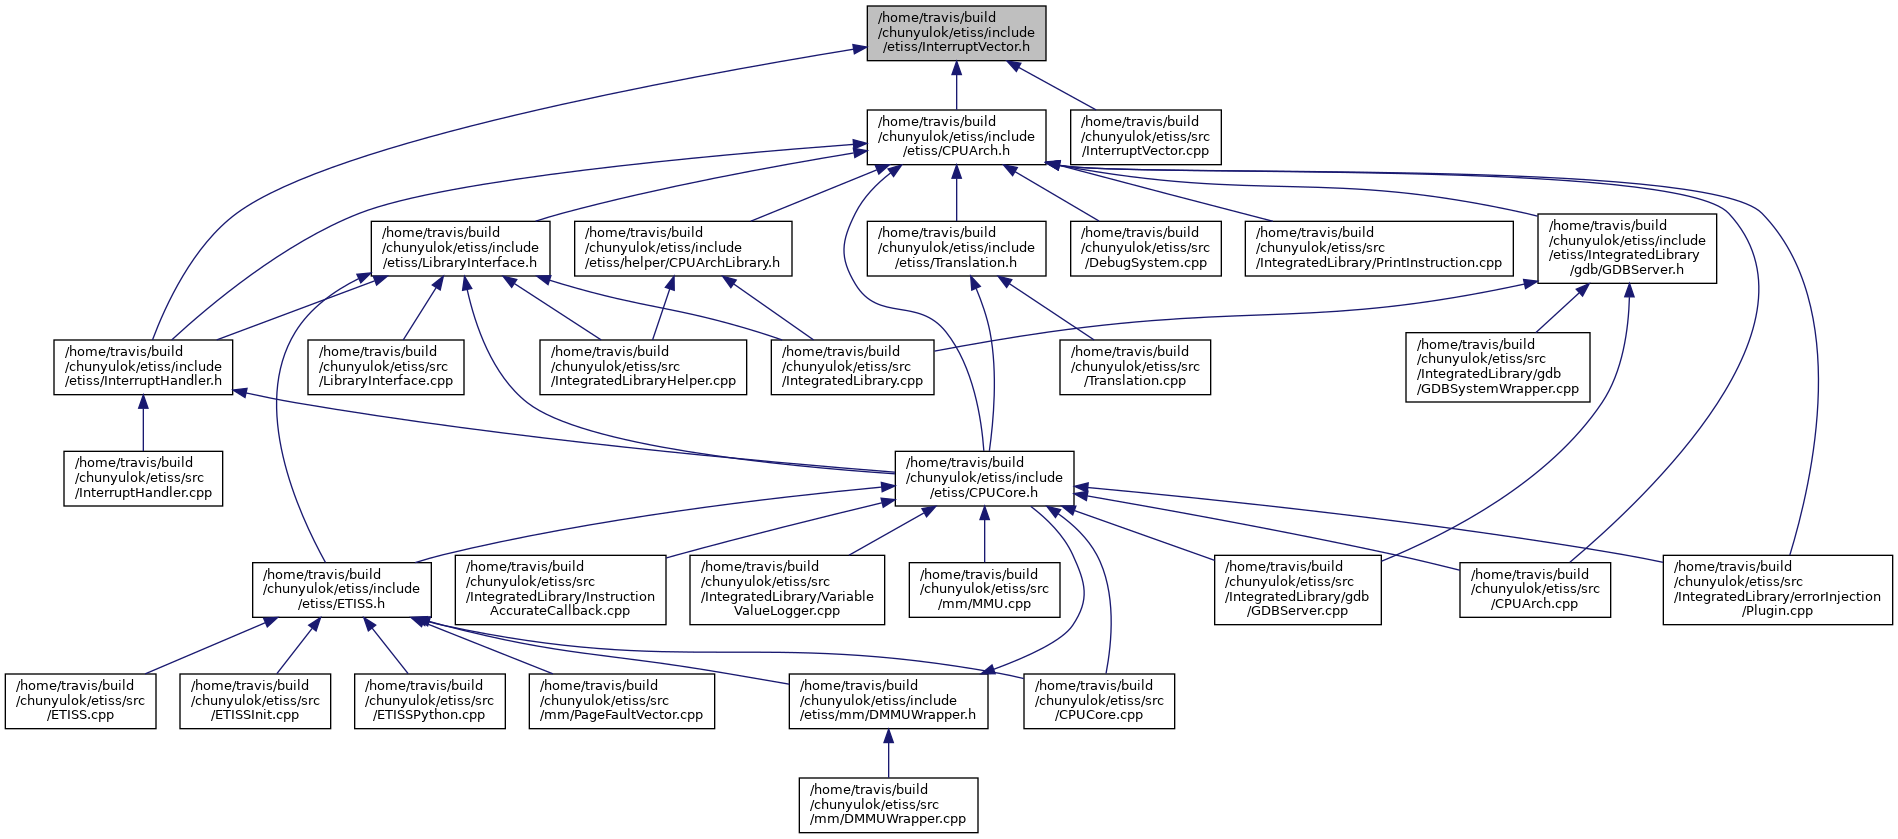 /home/travis/build
/chunyulok/etiss/include
/etiss/InterruptVector.h
/home/travis/build
/chunyulok/etiss/include
/etiss/CPUArch.h
/home/travis/build
/chunyulok/etiss/src
/InterruptVector.cpp
/home/travis/build
/chunyulok/etiss/include
/etiss/LibraryInterface.h
/home/travis/build
/chunyulok/etiss/include
/etiss/helper/CPUArchLibrary.h
/home/travis/build
/chunyulok/etiss/include
/etiss/Translation.h
/home/travis/build
/chunyulok/etiss/src
/DebugSystem.cpp
/home/travis/build
/chunyulok/etiss/src
/IntegratedLibrary/PrintInstruction.cpp
/home/travis/build
/chunyulok/etiss/include
/etiss/IntegratedLibrary
/gdb/GDBServer.h
/home/travis/build
/chunyulok/etiss/include
/etiss/InterruptHandler.h
/home/travis/build
/chunyulok/etiss/src
/LibraryInterface.cpp
/home/travis/build
/chunyulok/etiss/src
/IntegratedLibraryHelper.cpp
/home/travis/build
/chunyulok/etiss/src
/IntegratedLibrary.cpp
/home/travis/build
/chunyulok/etiss/src
/Translation.cpp
/home/travis/build
/chunyulok/etiss/src
/IntegratedLibrary/gdb
/GDBSystemWrapper.cpp
/home/travis/build
/chunyulok/etiss/src
/InterruptHandler.cpp
/home/travis/build
/chunyulok/etiss/include
/etiss/CPUCore.h
/home/travis/build
/chunyulok/etiss/include
/etiss/ETISS.h
/home/travis/build
/chunyulok/etiss/src
/IntegratedLibrary/Instruction
AccurateCallback.cpp
/home/travis/build
/chunyulok/etiss/src
/IntegratedLibrary/Variable
ValueLogger.cpp
/home/travis/build
/chunyulok/etiss/src
/mm/MMU.cpp
/home/travis/build
/chunyulok/etiss/src
/IntegratedLibrary/gdb
/GDBServer.cpp
/home/travis/build
/chunyulok/etiss/src
/CPUArch.cpp
/home/travis/build
/chunyulok/etiss/src
/IntegratedLibrary/errorInjection
/Plugin.cpp
/home/travis/build
/chunyulok/etiss/src
/ETISS.cpp
/home/travis/build
/chunyulok/etiss/src
/ETISSInit.cpp
/home/travis/build
/chunyulok/etiss/src
/ETISSPython.cpp
/home/travis/build
/chunyulok/etiss/src
/mm/PageFaultVector.cpp
/home/travis/build
/chunyulok/etiss/include
/etiss/mm/DMMUWrapper.h
/home/travis/build
/chunyulok/etiss/src
/CPUCore.cpp
/home/travis/build
/chunyulok/etiss/src
/mm/DMMUWrapper.cpp